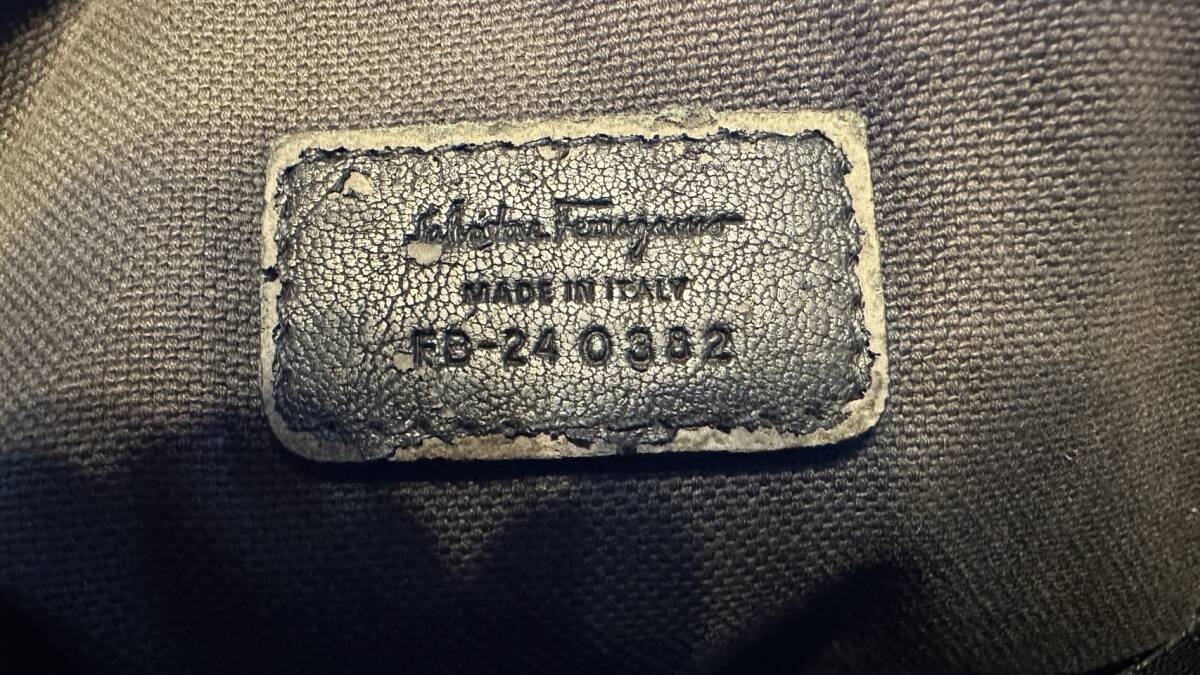 Salvatore Ferragamo
MADE IN ITALY
FB-24 0382